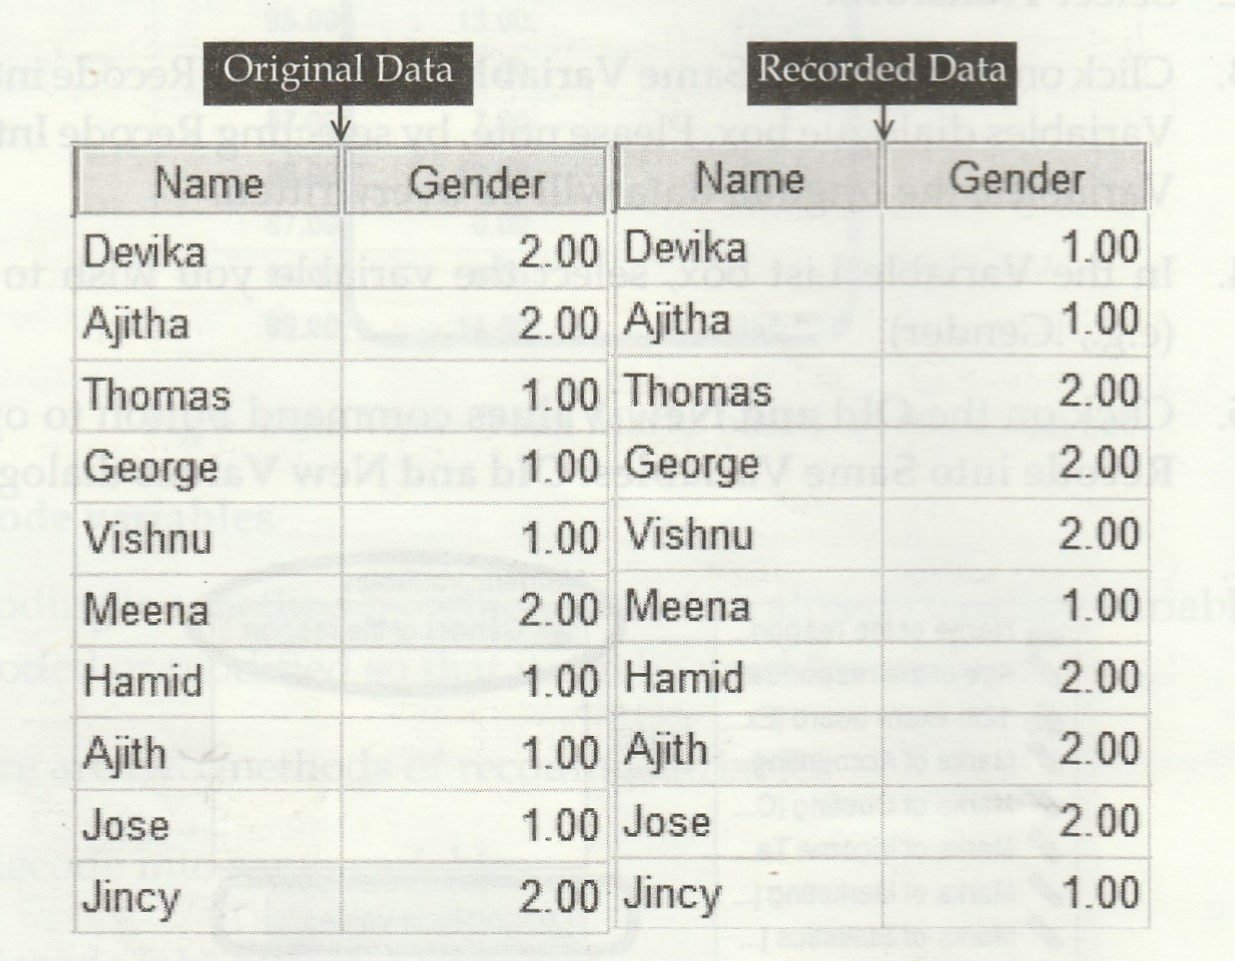 Original Data Recorded Data
Name Gender Name Gender
Devika 2.00 Devika 1.00
Ajitha 2.00 Ajitha 1.00
Thomas 1.00 Thomas 2.00
George 1.00 George 2.00
Vishnu 1.00 Vishnu 2.00
Meena 2.00 Meena 1.00
Hamid 1.00 Hamid 2.00
Ajith 1.00 Ajith 2.00
Jose 1.00 Jose 2.00
Jincy 2.00 Jincy 1.00